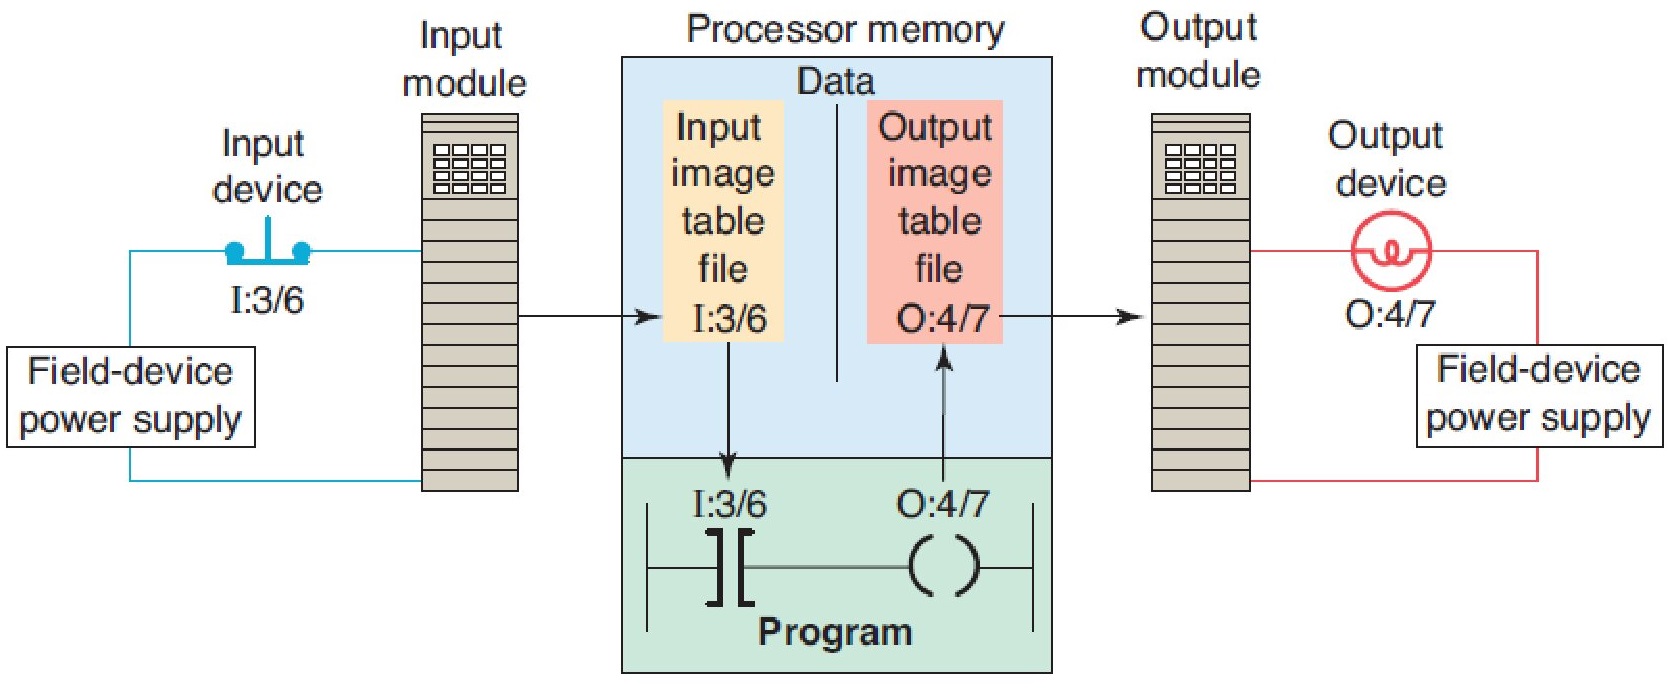 Input
module
Input
device
I:3/6
Field-device
power supply
Processor memory
Data
Input
image
table
file
I:3/6
Output
image
table
file
O:4/7
I:3/6
O:4/7
Program
Output
module
Output
device
O:4/7
Field-device
power supply